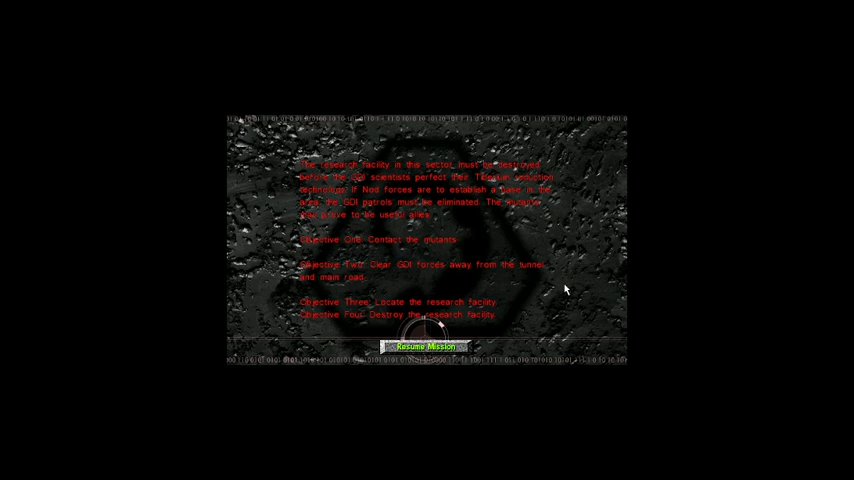 The research facility in this sector must be destroyed
before the GDI scientists perfect their Tiberium reduction
technology. If Nod forces are to establish a base in the
area, the GDI patrols must be eliminated. The mutants
may prove to be useful allies.
Objective One: Contact the mutants.
Objective Two: Clear GDI forces away from the tunnel
and main road.
Objective Three: Locate the research facility.
Objective Four: Destroy the research facility.
Resume Mission